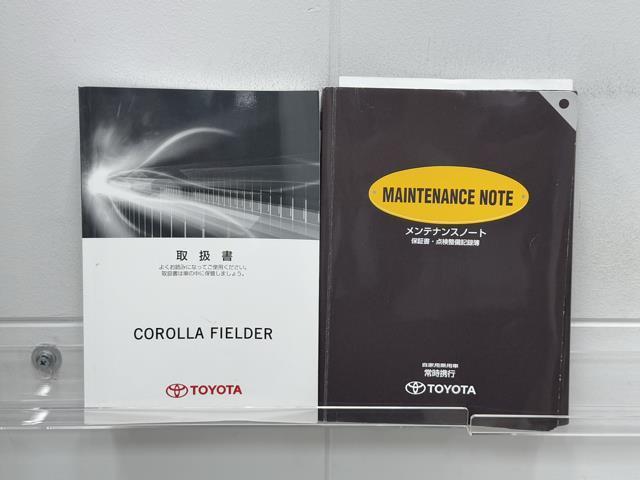 取扱書
よくお読みになってご使用ください。
取扱書は車の中に保管しましょう。
COROLLA FIELDER
TOYOTA
MAINTENANCE NOTE
メンテナンスノート
保証書・点検整備記録簿
自家用乗用車
常時携行
TOYOTA